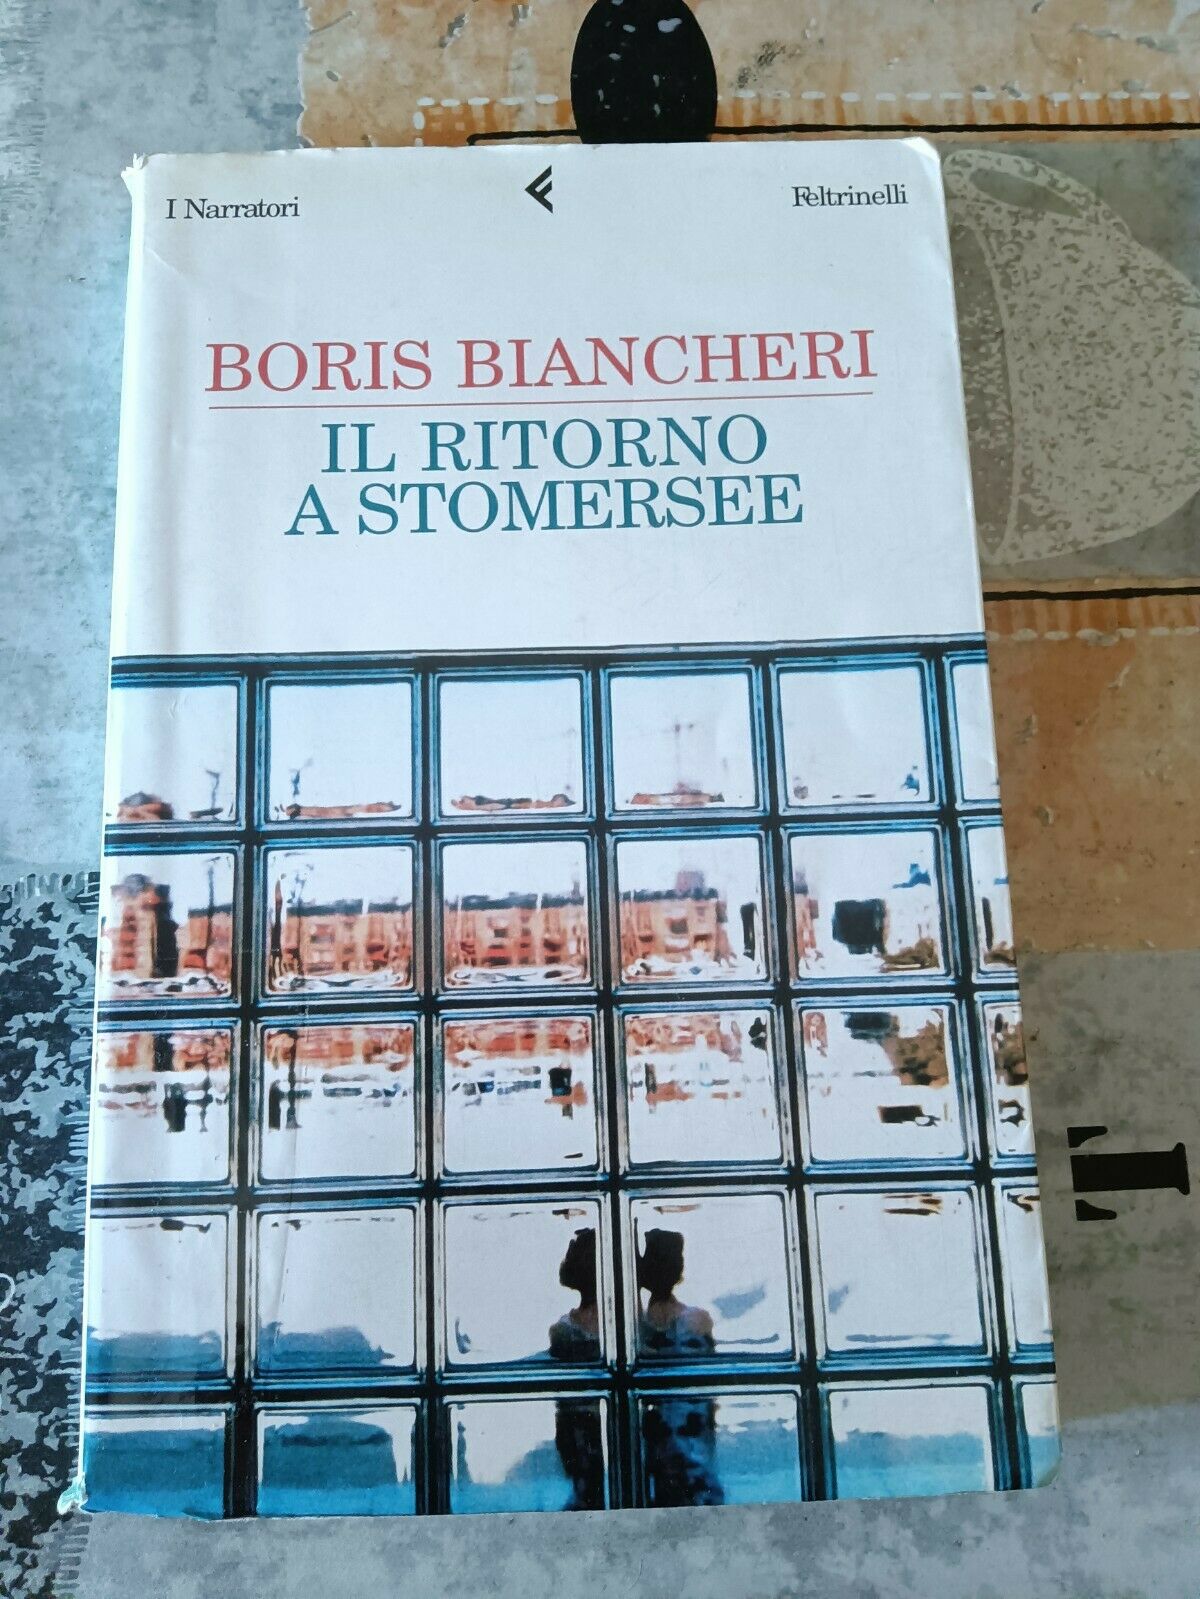 I Narratori
Feltrinelli
BORIS BIANCHERI
IL RITORNO
A STOMERSEE